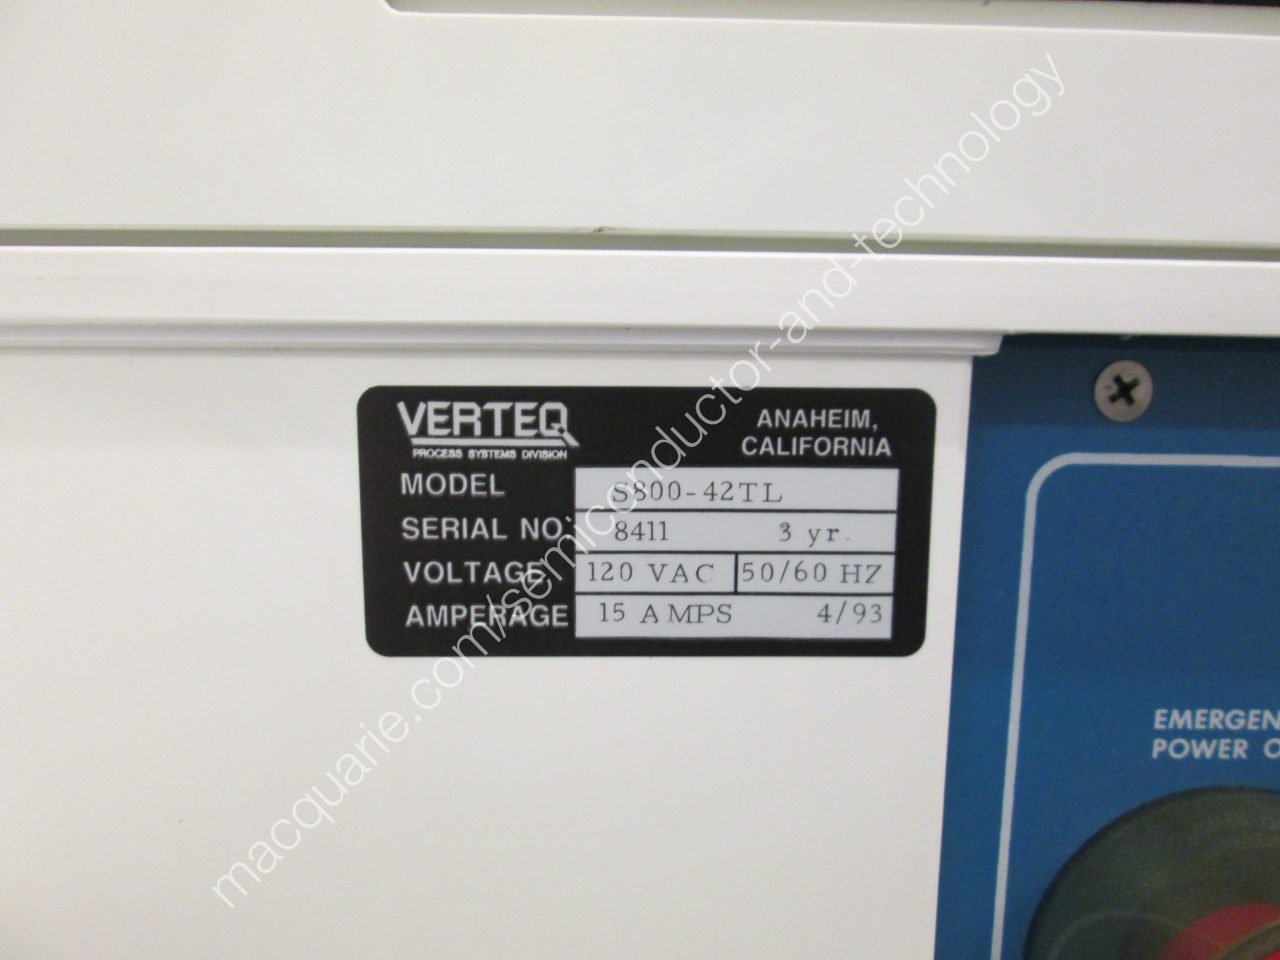 VERTEQ
PROCESS SYSTEMS DIVISION
ANAHEIM,
CALIFORNIA
MODEL S800-42TL
SERIAL NO. 8411 3 yr.
VOLTAGE 120 VAC 50/60 HZ
AMPERAGE 15 AMPS 4/93
EMERGEN
POWER O
macquarie.com/semiconductor-and-technology